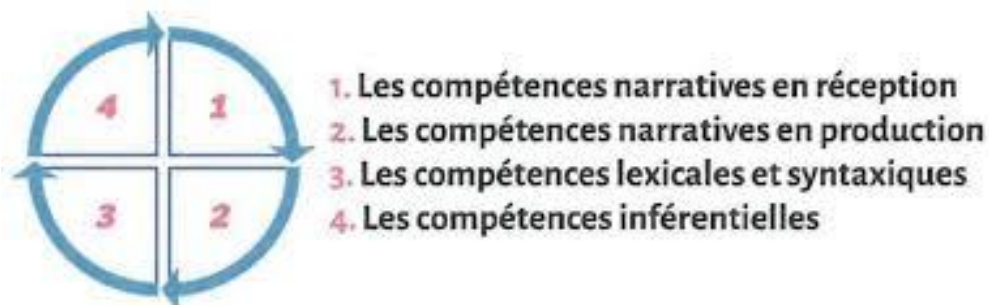 4 1
3 2
1. Les compétences narratives en réception
2. Les compétences narratives en production
3. Les compétences lexicales et syntaxiques
4. Les compétences inférentielles